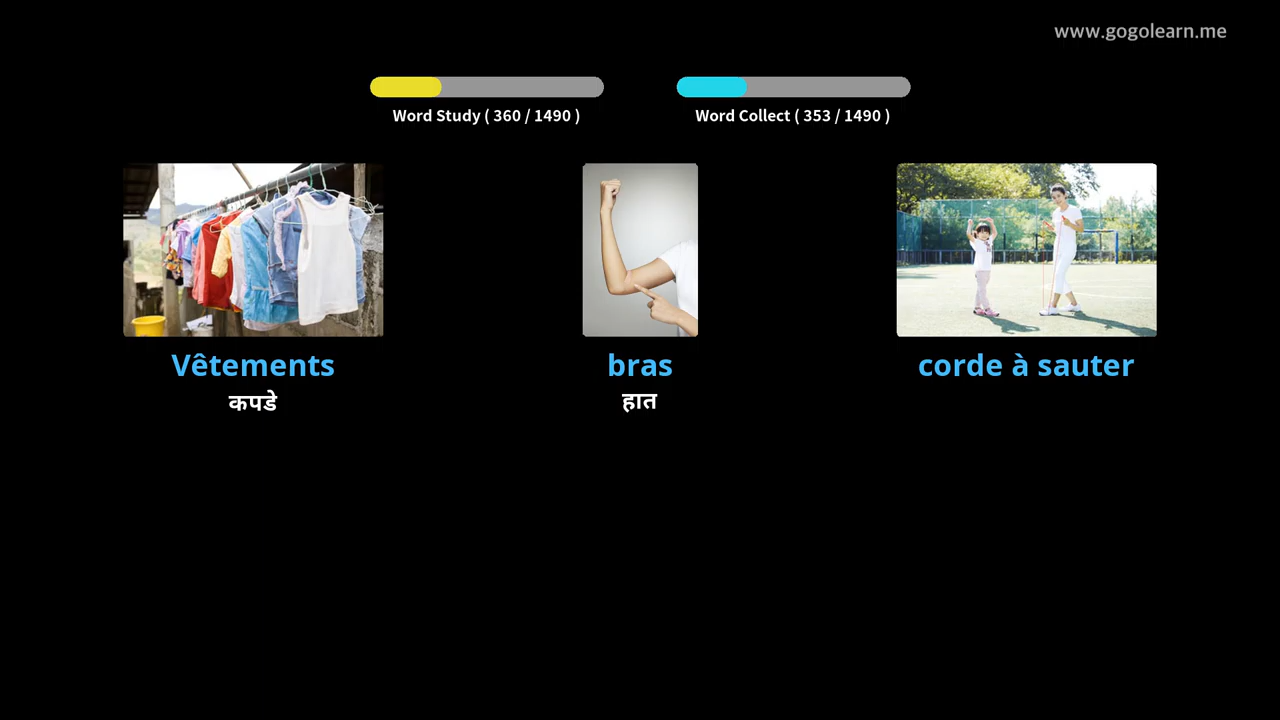 www.gogolearn.me
Word Study ( 360 / 1490 )
Word Collect ( 353 / 1490 )
Vêtements
कपडे
bras
हात
corde à sauter